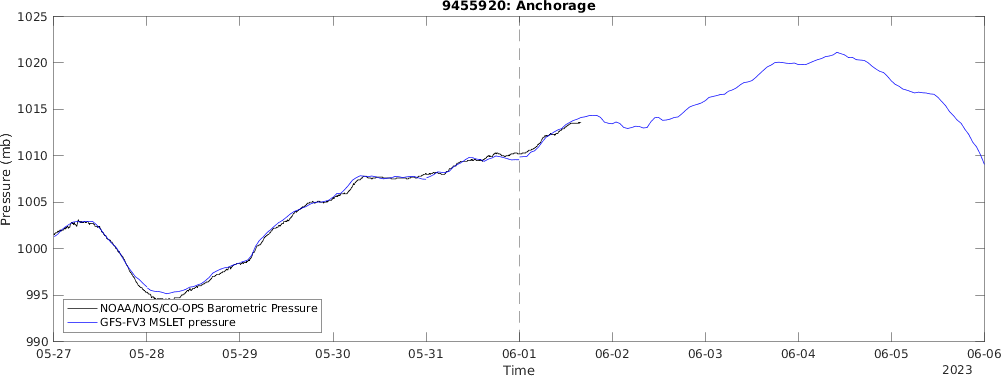 9455920: Anchorage
1025
1020
1015
1010
1005
1000
995
990
Pressure (mb)
NOAA/NOS/CO-OPS Barometric Pressure
GFS-FV3 MSLET pressure
05-27 05-28 05-29 05-30 05-31 06-01 06-02 06-03 06-04 06-05 06-06
Time
2023